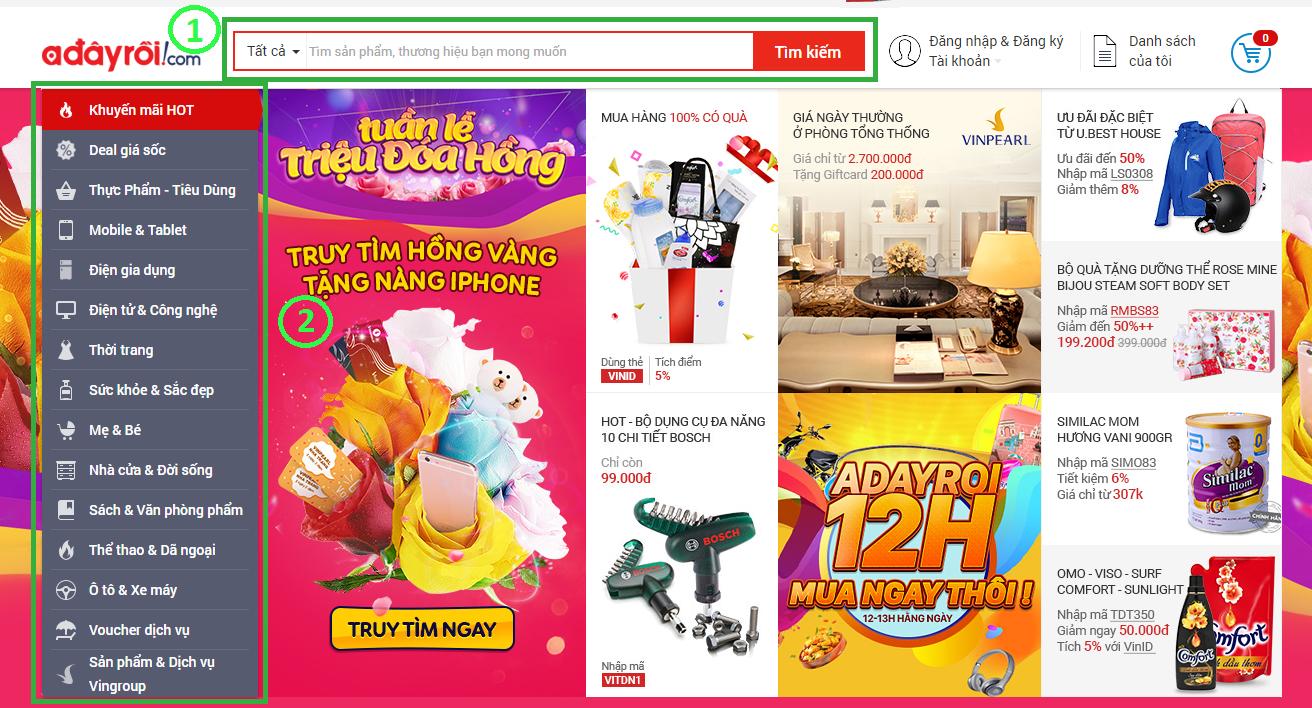 1
adâyrồi!.com
Tất cả
Tìm sản phẩm, thương hiệu bạn mong muốn
Tìm kiếm
Đăng nhập & Đăng ký
Tài khoản
Danh sách
của tôi
0
Khuyến mãi HOT
Deal giá sốc
Thực Phẩm - Tiêu Dùng
Mobile & Tablet
Điện gia dụng
Điện tử & Công nghệ
Thời trang
Sức khỏe & Sắc đẹp
Mẹ & Bé
Nhà cửa & Đời sống
Sách & Văn phòng phẩm
Thể thao & Dã ngoại
Ô tô & Xe máy
Voucher dịch vụ
Sản phẩm & Dịch vụ
Vingroup
2
tuần lễ
Triệu Đóa Hồng
TRUY TÌM HỒNG VÀNG
TẶNG NÀNG IPHONE
TRUY TÌM NGAY
MUA HÀNG 100% CÓ QUÀ
Comfort
Dùng thẻ
VINID
Tích điểm
5%
GIÁ NGÀY THƯỜNG
Ở PHÒNG TỔNG THỐNG
Giá chỉ từ 2.700.000đ
Tặng Giftcard 200.000đ
VINPEARL
ƯU ĐÃI ĐẶC BIỆT
TỪ U.BEST HOUSE
Ưu đãi đến 50%
Nhập mã LS0308
Giảm thêm 8%
BỘ QUÀ TẶNG DƯỠNG THỂ ROSE MINE
BIJOU STEAM SOFT BODY SET
Nhập mã RMBS83
Giảm đến 50%++
199.200đ 399.000đ
HOT - BỘ DỤNG CỤ ĐA NĂNG
10 CHI TIẾT BOSCH
Chỉ còn
99.000đ
BOSCH
BOSCH
Nhập mã
VITDN1
ADAYROI
12H
MUA NGAY THÔI !
12-13H HẰNG NGÀY
SIMILAC MOM
HƯƠNG VANI 900GR
Nhập mã SIMO83
Tiết kiệm 6%
Giá chỉ từ 307k
Similac
Mom
CHÍNH HÃNG
OMO - VISO - SURF
COMFORT - SUNLIGHT
Nhập mã TDT350
Giảm ngay 50.000đ
Tích 5% với VinID
Comfort
Comfort